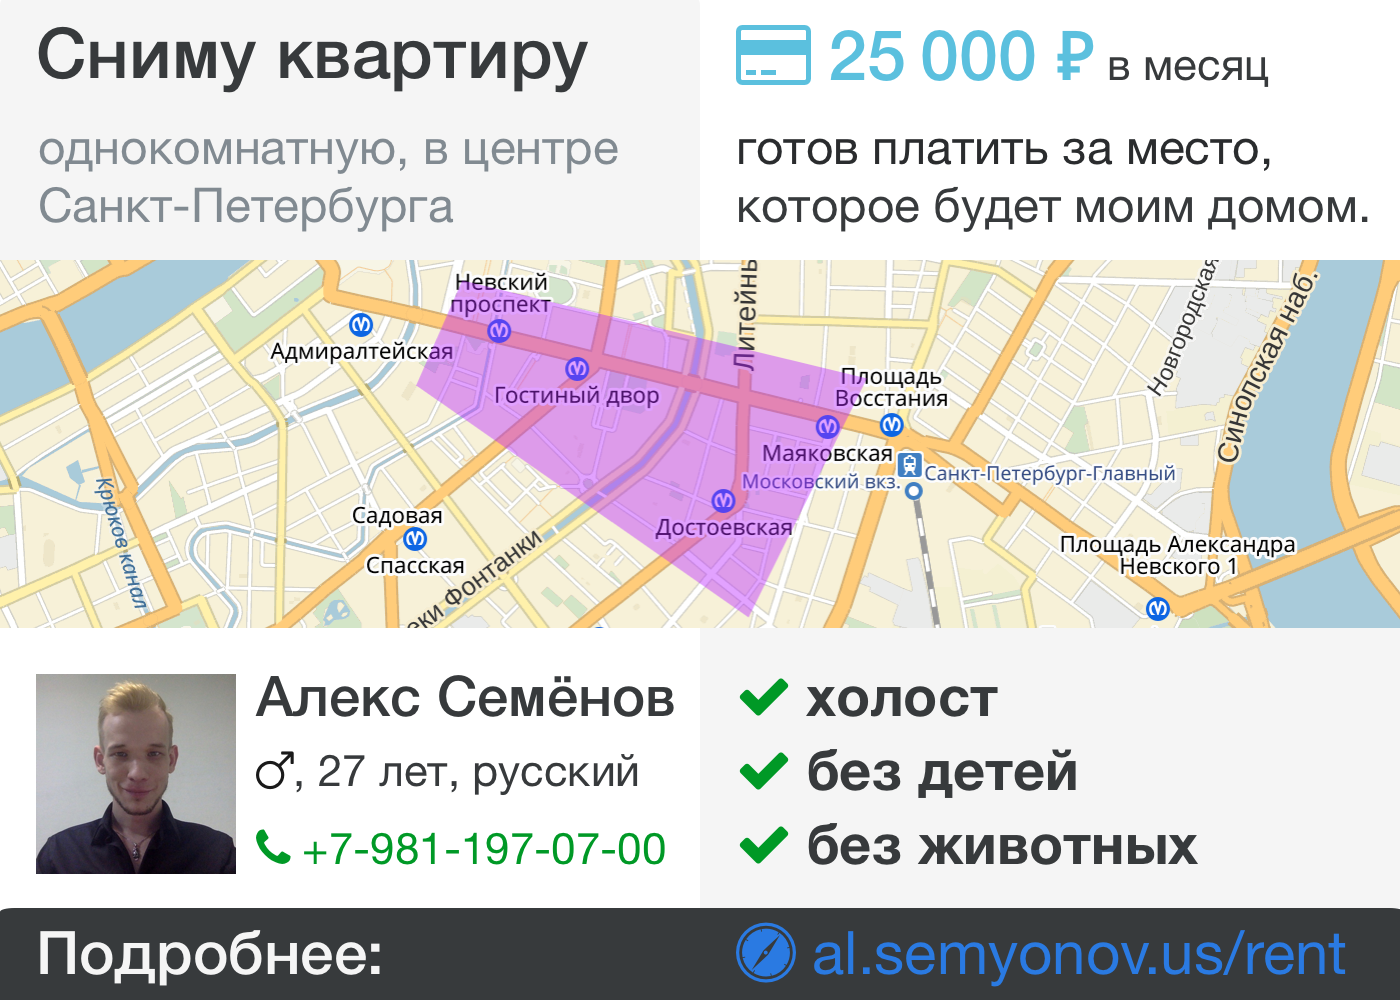 Сниму квартиру
однокомнатную, в центре
Санкт-Петербурга
25 000 ₽ в месяц
готов платить за место,
которое будет моим домом.
Невский
проспект
Адмиралтейская
Гостиный двор
Литейны
Площадь
Восстания
Маяковская
Московский вкз.
Санкт-Петербург-Главный
Достоевская
Новгородская
Синопская наб.
Садовая
Спасская
Крюков канал
еки Фонтанки
Площадь Александра
Невского 1
Алекс Семёнов
♂, 27 лет, русский
+7-981-197-07-00
холост
без детей
без животных
Подробнее:
al.semyonov.us/rent